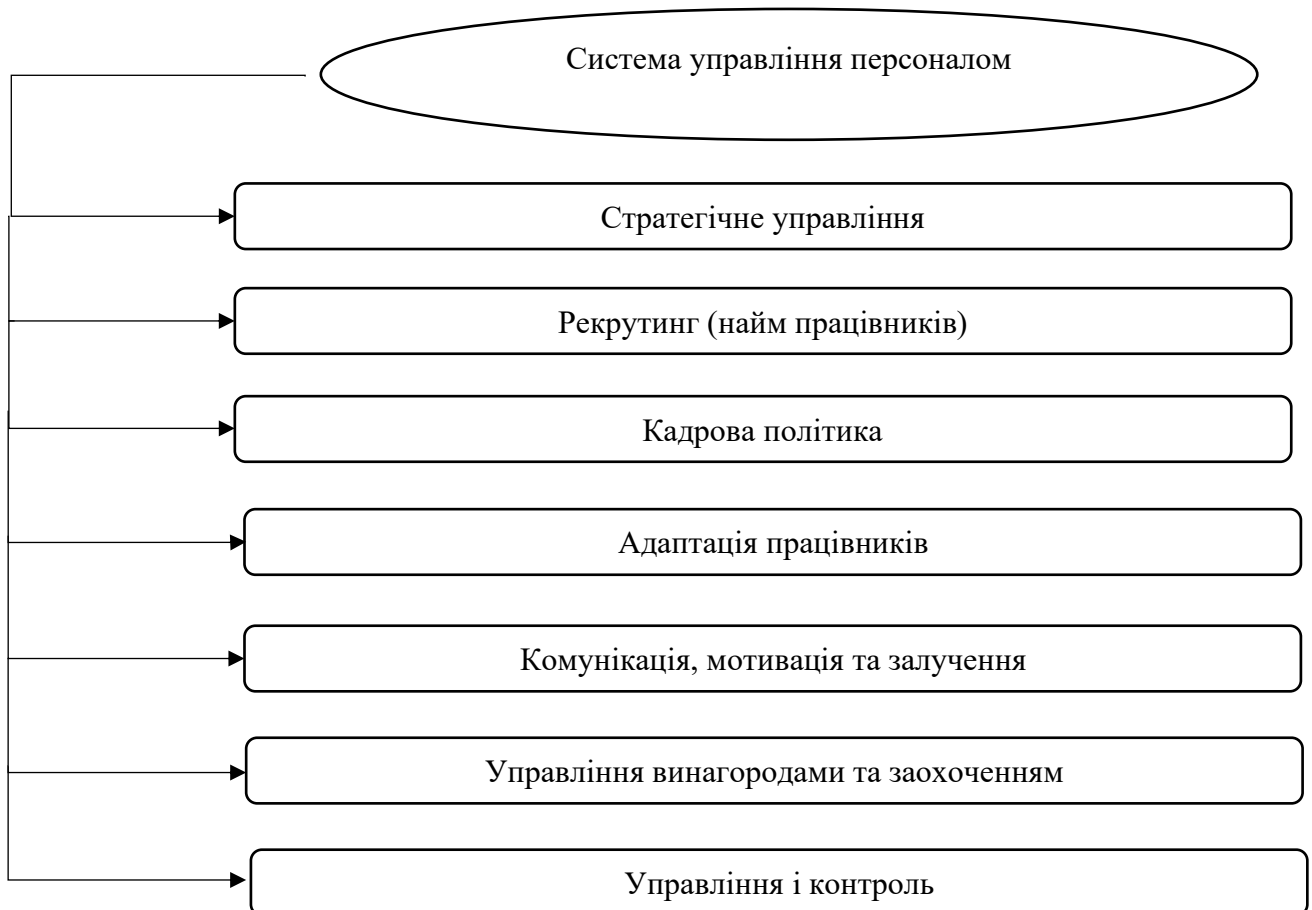 Система управління персоналом
Стратегічне управління
Рекрутинг (найм працівників)
Кадрова політика
Адаптація працівників
Комунікація, мотивація та залучення
Управління винагородами та заохоченням
Управління і контроль